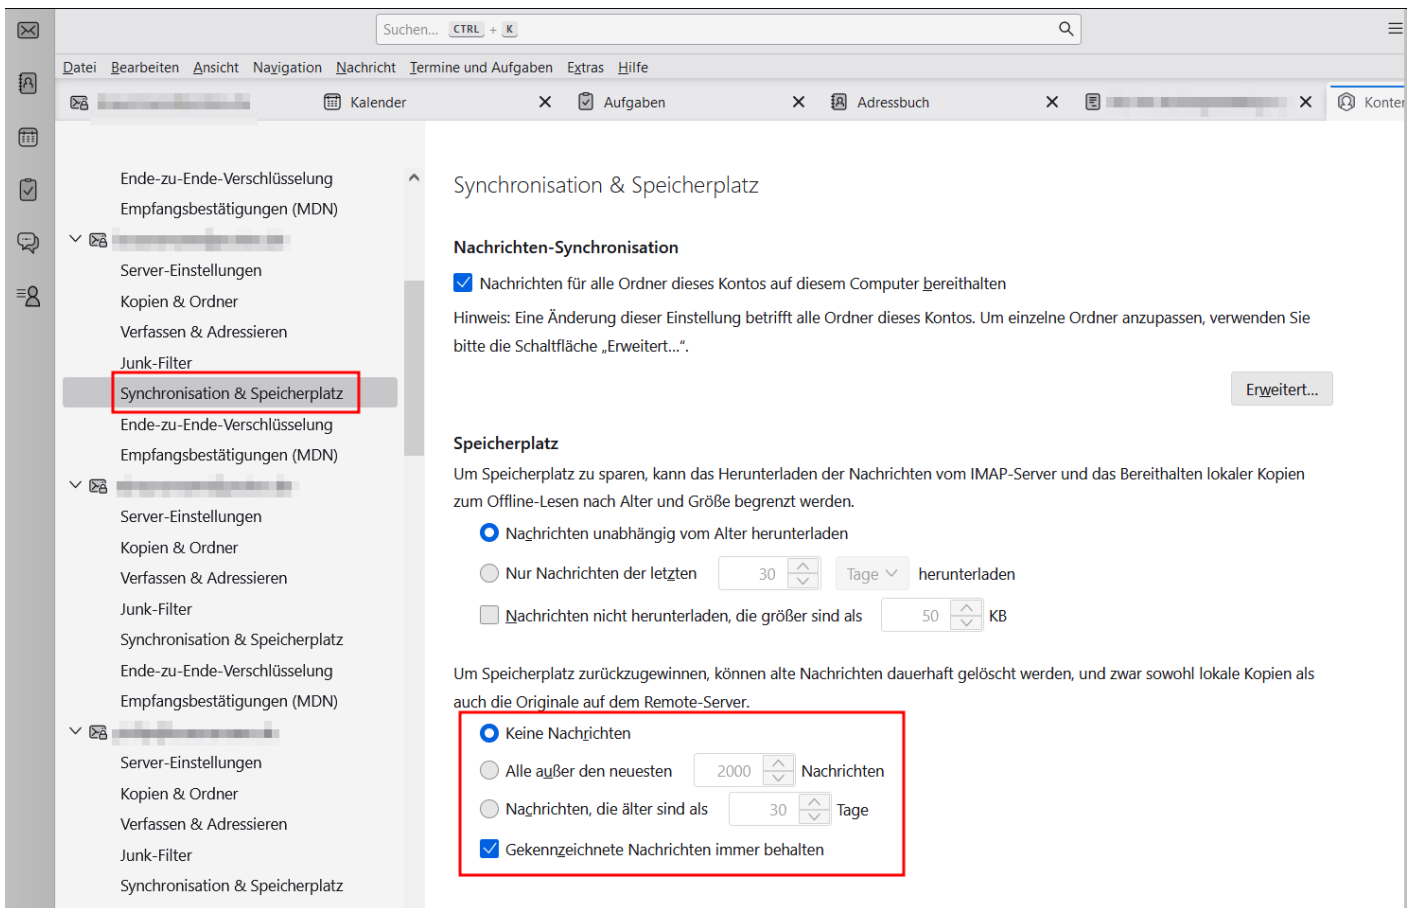 Suchen... CTRL + K
Datei Bearbeiten Ansicht Navigation Nachricht Termine und Aufgaben Extras Hilfe
Kalender Aufgaben Adressbuch Konten
Ende-zu-Ende-Verschlüsselung
Empfangsbestätigungen (MDN)
Server-Einstellungen
Kopien & Ordner
Verfassen & Adressieren
Junk-Filter
Synchronisation & Speicherplatz
Ende-zu-Ende-Verschlüsselung
Empfangsbestätigungen (MDN)
Server-Einstellungen
Kopien & Ordner
Verfassen & Adressieren
Junk-Filter
Synchronisation & Speicherplatz
Ende-zu-Ende-Verschlüsselung
Empfangsbestätigungen (MDN)
Server-Einstellungen
Kopien & Ordner
Verfassen & Adressieren
Junk-Filter
Synchronisation & Speicherplatz
Synchronisation & Speicherplatz
Nachrichten-Synchronisation
Nachrichten für alle Ordner dieses Kontos auf diesem Computer bereithalten
Hinweis: Eine Änderung dieser Einstellung betrifft alle Ordner dieses Kontos. Um einzelne Ordner anzupassen, verwenden Sie
bitte die Schaltfläche „Erweitert...“.
Erweitert...
Speicherplatz
Um Speicherplatz zu sparen, kann das Herunterladen der Nachrichten vom IMAP-Server und das Bereithalten lokaler Kopien
zum Offline-Lesen nach Alter und Größe begrenzt werden.
Nachrichten unabhängig vom Alter herunterladen
Nur Nachrichten der letzten 30 Tage herunterladen
Nachrichten nicht herunterladen, die größer sind als 50 KB
Um Speicherplatz zurückzugewinnen, können alte Nachrichten dauerhaft gelöscht werden, und zwar sowohl lokale Kopien als
auch die Originale auf dem Remote-Server.
Keine Nachrichten
Alle außer den neuesten 2000 Nachrichten
Nachrichten, die älter sind als 30 Tage
Gekennzeichnete Nachrichten immer behalten